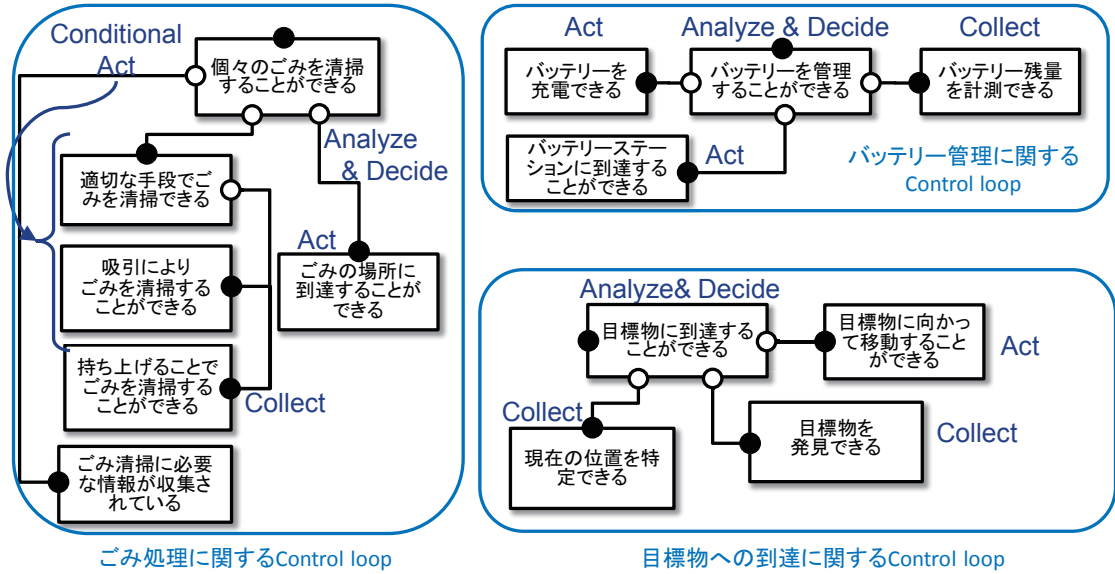 Conditional
Act
個々のごみを清掃
することができる
Analyze
& Decide
適切な手段でご
みを清掃できる
Act
吸引により
ごみを清掃する
ことができる
ごみの場所に
到達することが
できる
持ち上げることで
ごみを清掃する
ことができる
Collect
ごみ清掃に必要
な情報が収集さ
れている
ごみ処理に関するControl loop
Act
Analyze & Decide
Collect
バッテリーを
充電できる
バッテリーを管理
することができる
バッテリー残量
を計測できる
バッテリーステー
ションに到達する
ことができる
Act
バッテリー管理に関する
Control loop
Analyze& Decide
目標物に到達する
ことができる
目標物に向かっ
て移動すること
ができる
Act
Collect
現在の位置を特
定できる
目標物を
発見できる
Collect
目標物への到達に関するControl loop